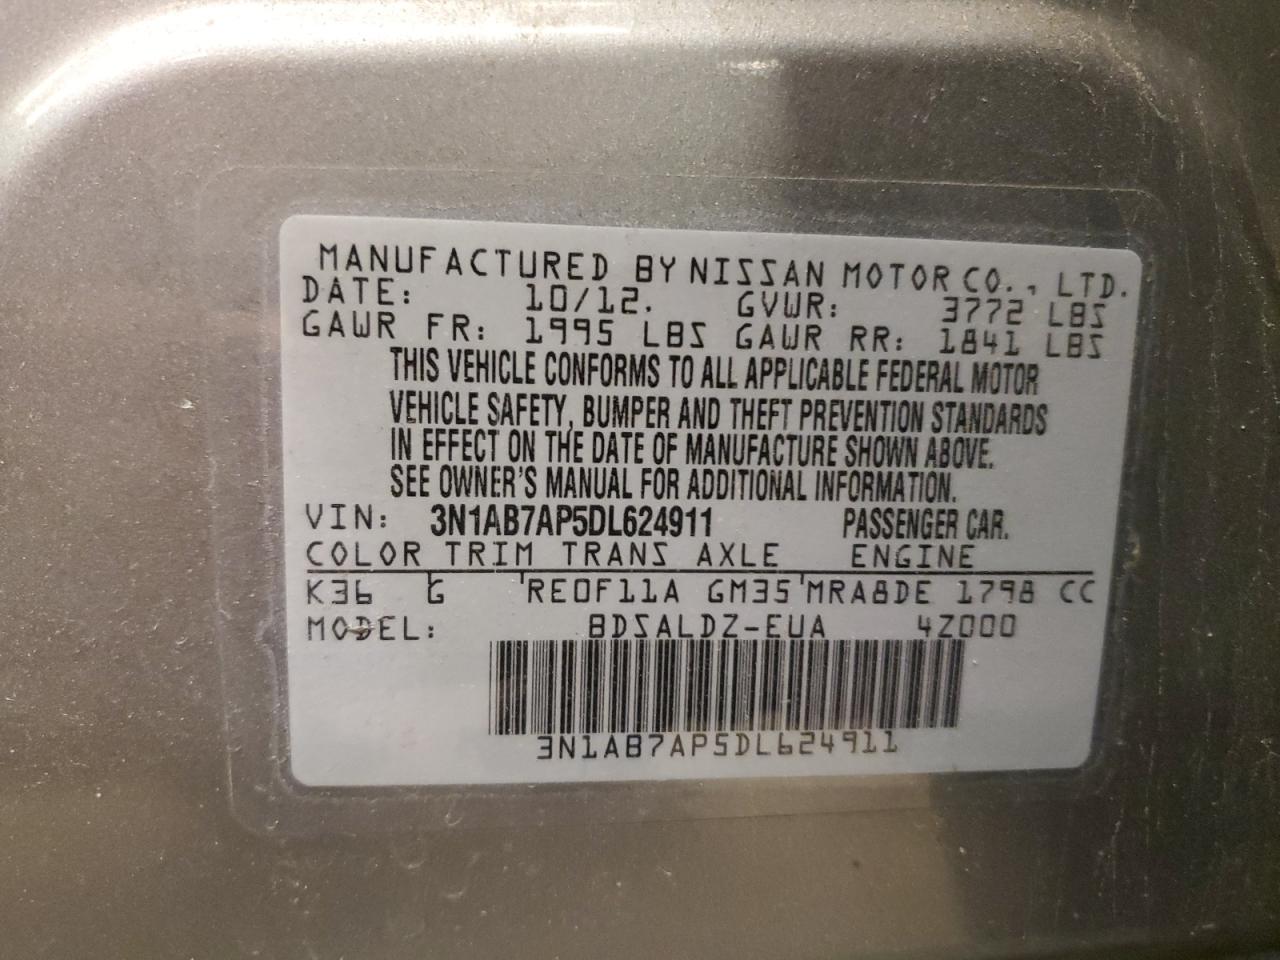 MANUFACTURED BY NISSAN MOTOR CO., LTD.
DATE: 10/12. GVWR: 3772 LBS
GAWR FR: 1995 LBS GAWR RR: 1841 LBS
THIS VEHICLE CONFORMS TO ALL APPLICABLE FEDERAL MOTOR
VEHICLE SAFETY, BUMPER AND THEFT PREVENTION STANDARDS
IN EFFECT ON THE DATE OF MANUFACTURE SHOWN ABOVE.
SEE OWNER'S MANUAL FOR ADDITIONAL INFORMATION.
VIN: 3N1AB7AP5DL624911 PASSENGER CAR.
COLOR TRIM TRANS AXLE ENGINE
K36 G RE0F11A GM35 MRA8DE 1798 CC
MODEL: BDSALDZ-EUA 4Z000
3N1AB7AP5DL624911